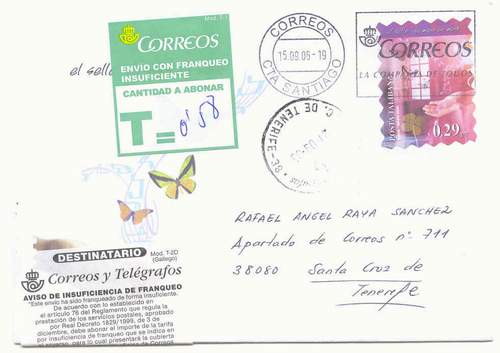 Mod. T-1
CORREOS
ENVIO CON FRANQUEO
INSUFICIENTE
CANTIDAD A ABONAR
T= 0'58
el sello
CORREOS
15.09.06-19
CTA SANTIAGO
CORREOS
LA COMPAÑIA DE TODOS
0,29
C. DE TENERIFE-38
RAFAEL ANGEL RAYA SANCHEZ
Apartado de Correos nº 711
38080 Santa Cruz de
Tenerife
DESTINATARIO
Mod. T-2D
(Gallego)
Correos y Telégrafos
AVISO DE INSUFICIENCIA DE FRANQUEO
"Este envío ha sido franqueado de forma insuficiente.
De acuerdo con lo establecido en
el artículo 76 del Reglamento que regula la
prestación de los servicios postales, aprobado
por Real Decreto 1829/1999, de 3 de
diciembre, debe abonar el importe de la tarifa
por insuficiencia de franqueo que se indica en